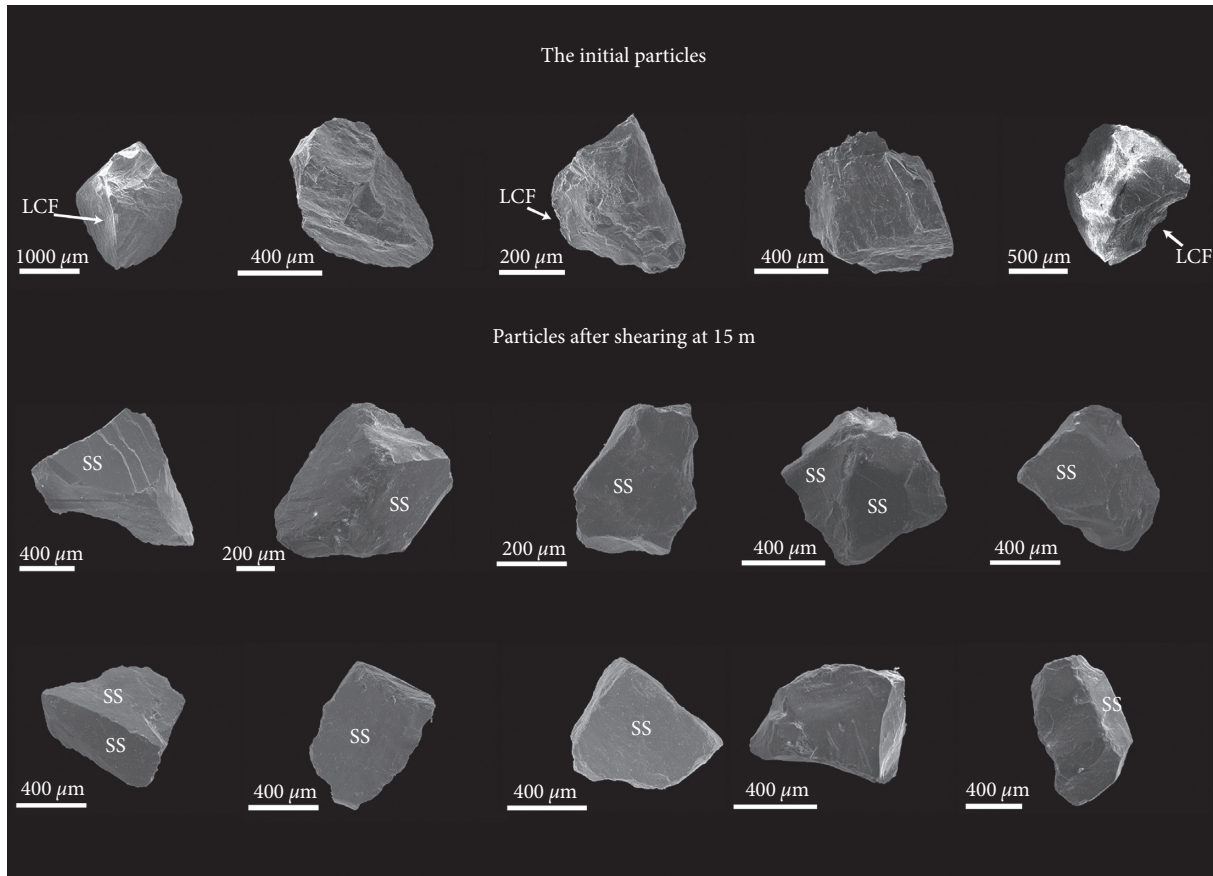 The initial particles
LCF
1000 µm
400 µm
LCF
200 µm
400 µm
LCF
500 µm
Particles after shearing at 15 m
SS
400 µm
SS
200 µm
SS
200 µm
SS
SS
400 µm
SS
400 µm
SS
SS
400 µm
SS
400 µm
SS
400 µm
400 µm
SS
400 µm